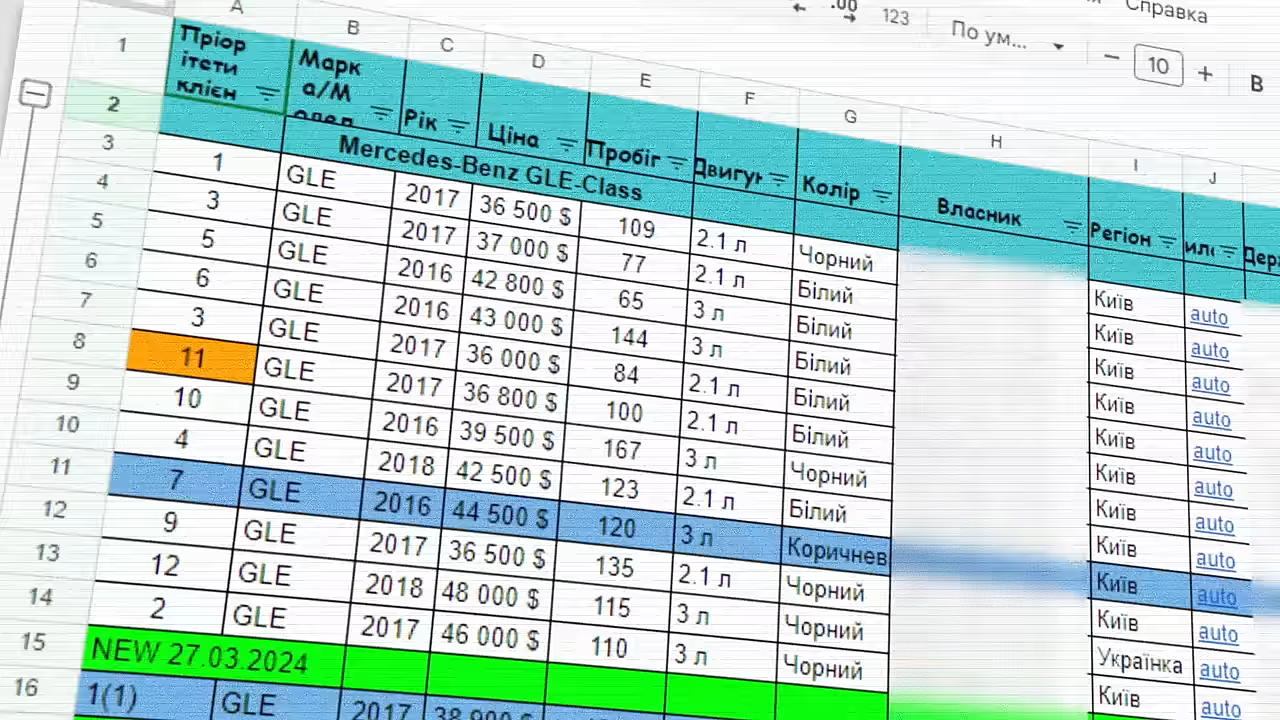 Справка
.00 123 По ум... − 10 + B
A B C D E F G H I J
1 Пріор
ітети
клієн Марк
а/М
Рік Ціна Пробіг Двигун Колір Власник Регіон
2 Mercedes-Benz GLE-Class
3 1 GLE 2017 36 500 $ 109 2.1 л Чорний Київ auto
4 3 GLE 2017 37 000 $ 77 2.1 л Білий Київ auto
5 5 GLE 2016 42 800 $ 65 3 л Білий Київ auto
6 6 GLE 2016 43 000 $ 144 3 л Білий Київ auto
7 3 GLE 2017 36 000 $ 84 2.1 л Білий Київ auto
8 11 GLE 2017 36 800 $ 100 2.1 л Білий Київ auto
9 10 GLE 2016 39 500 $ 167 3 л Чорний Київ auto
10 4 GLE 2018 42 500 $ 123 2.1 л Білий Київ auto
11 7 GLE 2016 44 500 $ 120 3 л Коричнев Київ auto
12 9 GLE 2017 36 500 $ 135 2.1 л Чорний Київ auto
13 12 GLE 2018 48 000 $ 115 3 л Чорний Українка auto
14 2 GLE 2017 46 000 $ 110 3 л Чорний Київ auto
15 NEW 27.03.2024
16 1(1) GLE 2017 38 900 $